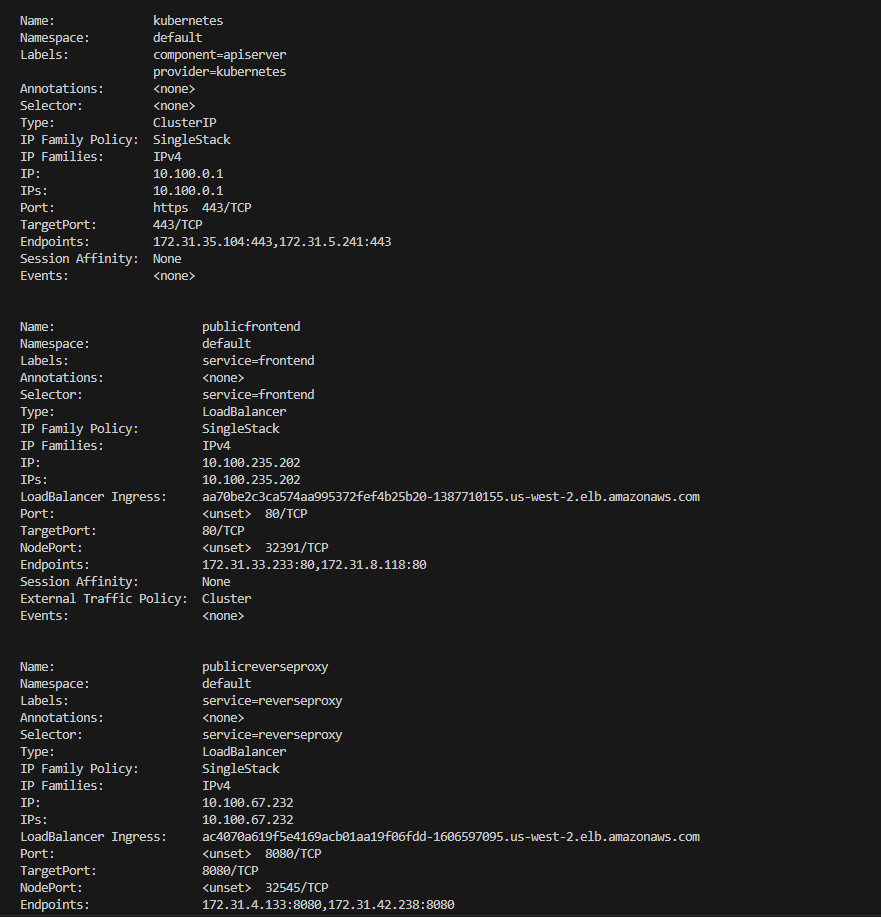 Name: kubernetes
Namespace: default
Labels: component=apiserver
provider=kubernetes
Annotations: <none>
Selector: <none>
Type: ClusterIP
IP Family Policy: SingleStack
IP Families: IPv4
IP: 10.100.0.1
IPs: 10.100.0.1
Port: https 443/TCP
TargetPort: 443/TCP
Endpoints: 172.31.35.104:443,172.31.5.241:443
Session Affinity: None
Events: <none>
Name: publicfrontend
Namespace: default
Labels: service=frontend
Annotations: <none>
Selector: service=frontend
Type: LoadBalancer
IP Family Policy: SingleStack
IP Families: IPv4
IP: 10.100.235.202
IPs: 10.100.235.202
LoadBalancer Ingress: aa70be2c3ca574aa995372fef4b25b20-1387710155.us-west-2.elb.amazonaws.com
Port: <unset> 80/TCP
TargetPort: 80/TCP
NodePort: <unset> 32391/TCP
Endpoints: 172.31.33.233:80,172.31.8.118:80
Session Affinity: None
External Traffic Policy: Cluster
Events: <none>
Name: publicreverseproxy
Namespace: default
Labels: service=reverseproxy
Annotations: <none>
Selector: service=reverseproxy
Type: LoadBalancer
IP Family Policy: SingleStack
IP Families: IPv4
IP: 10.100.67.232
IPs: 10.100.67.232
LoadBalancer Ingress: ac4070a619f5e4169acb01aa19f06fdd-1606597095.us-west-2.elb.amazonaws.com
Port: <unset> 8080/TCP
TargetPort: 8080/TCP
NodePort: <unset> 32545/TCP
Endpoints: 172.31.4.133:8080,172.31.42.238:8080